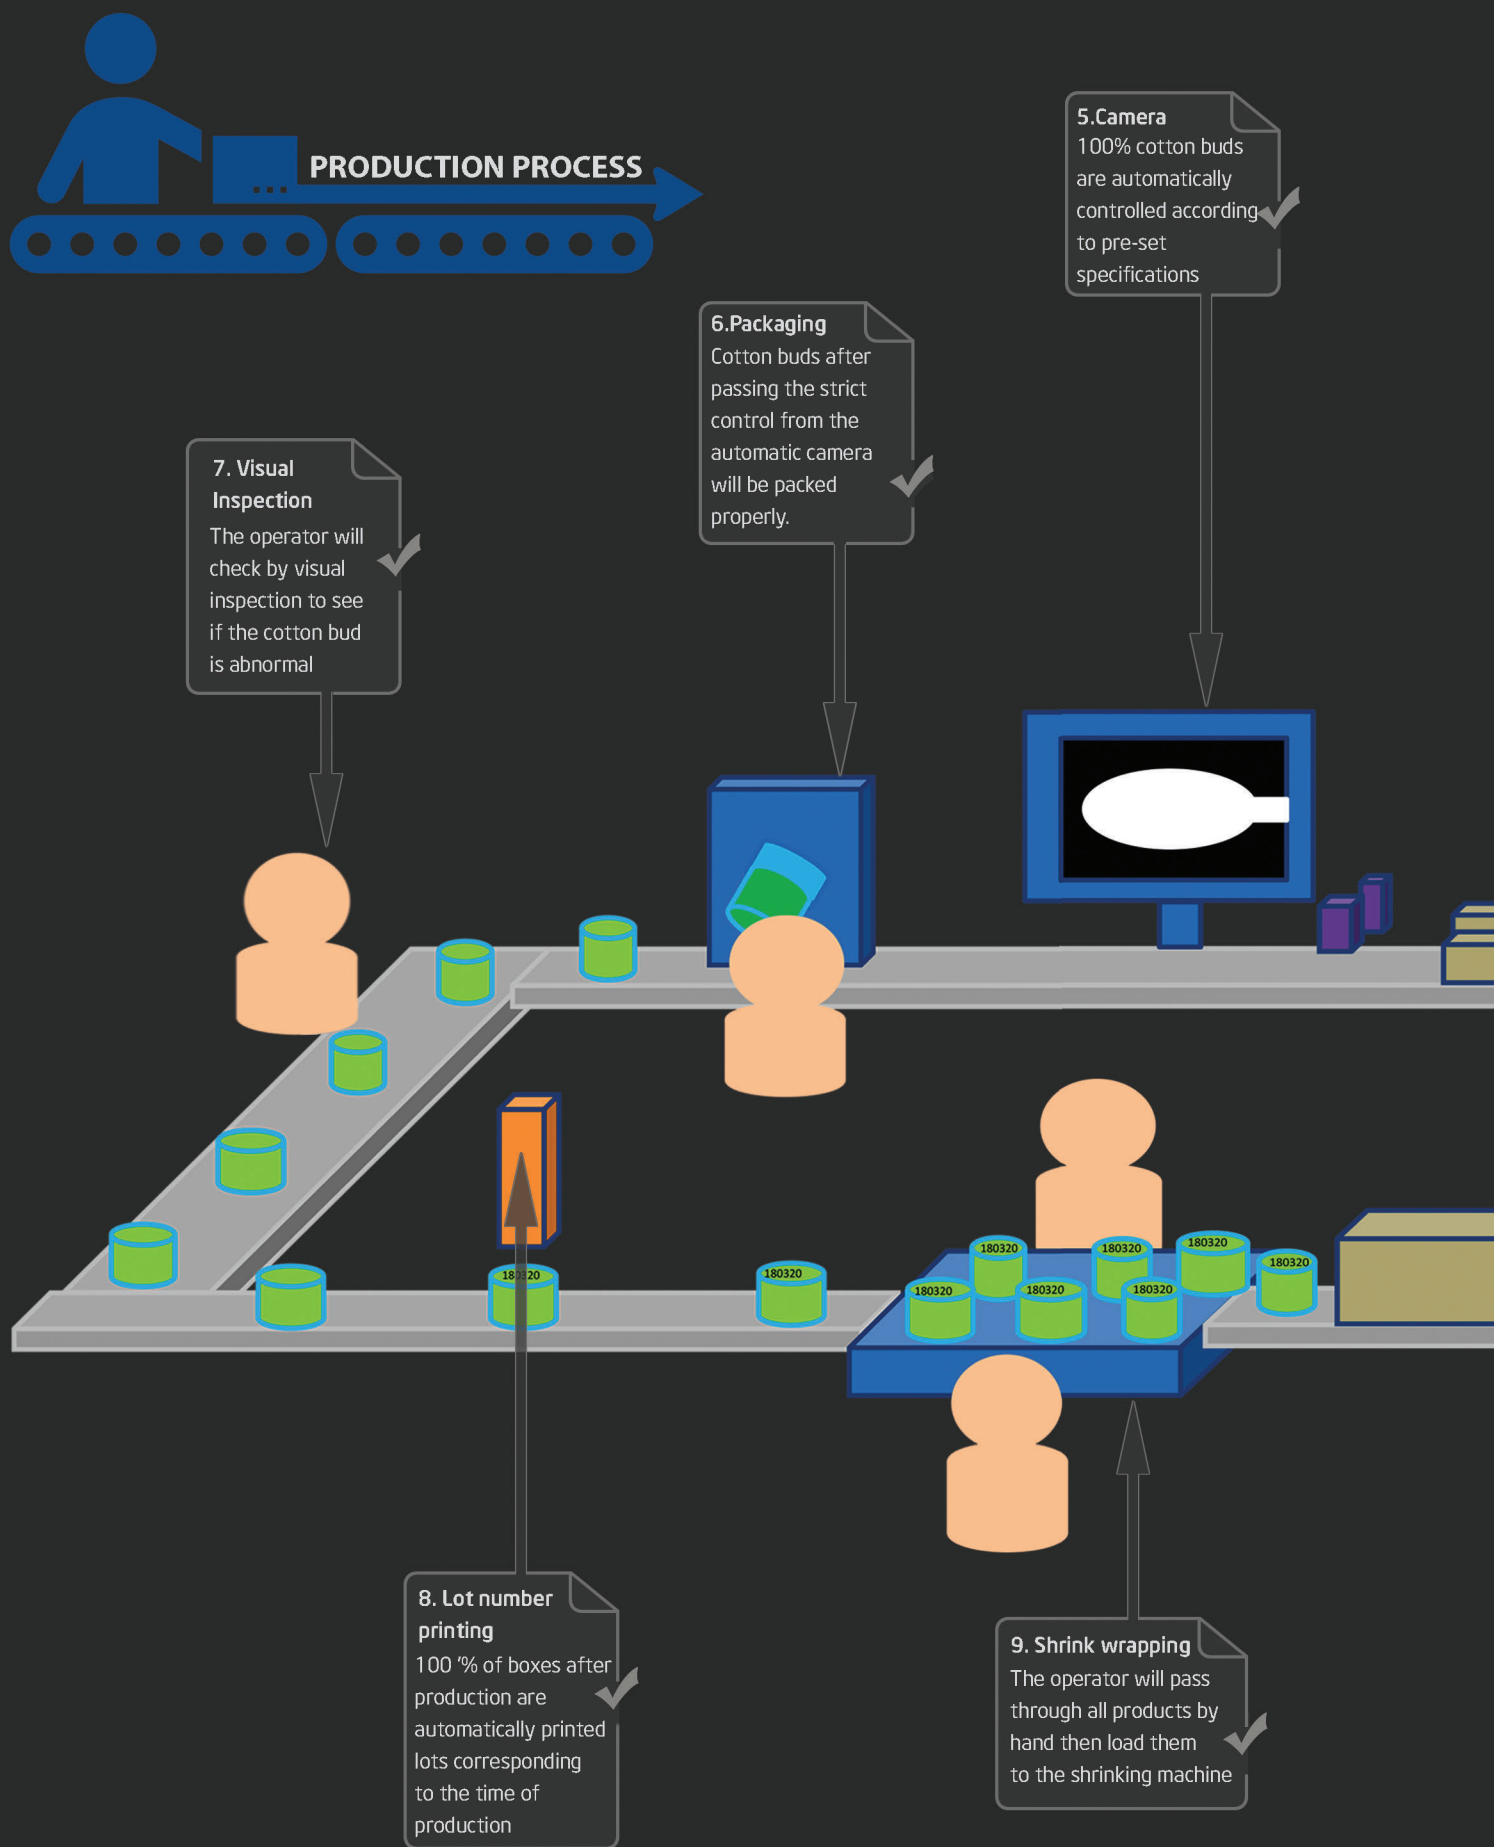 PRODUCTION PROCESS
5.Camera
100% cotton buds
are automatically
controlled according
to pre-set
specifications
6.Packaging
Cotton buds after
passing the strict
control from the
automatic camera
will be packed
properly.
7. Visual
Inspection
The operator will
check by visual
inspection to see
if the cotton bud
is abnormal
180320
180320
180320
180320
180320
180320
180320
180320
180320
8. Lot number
printing
100 '% of boxes after
production are
automatically printed
lots corresponding
to the time of
production
9. Shrink wrapping
The operator will pass
through all products by
hand then load them
to the shrinking machine